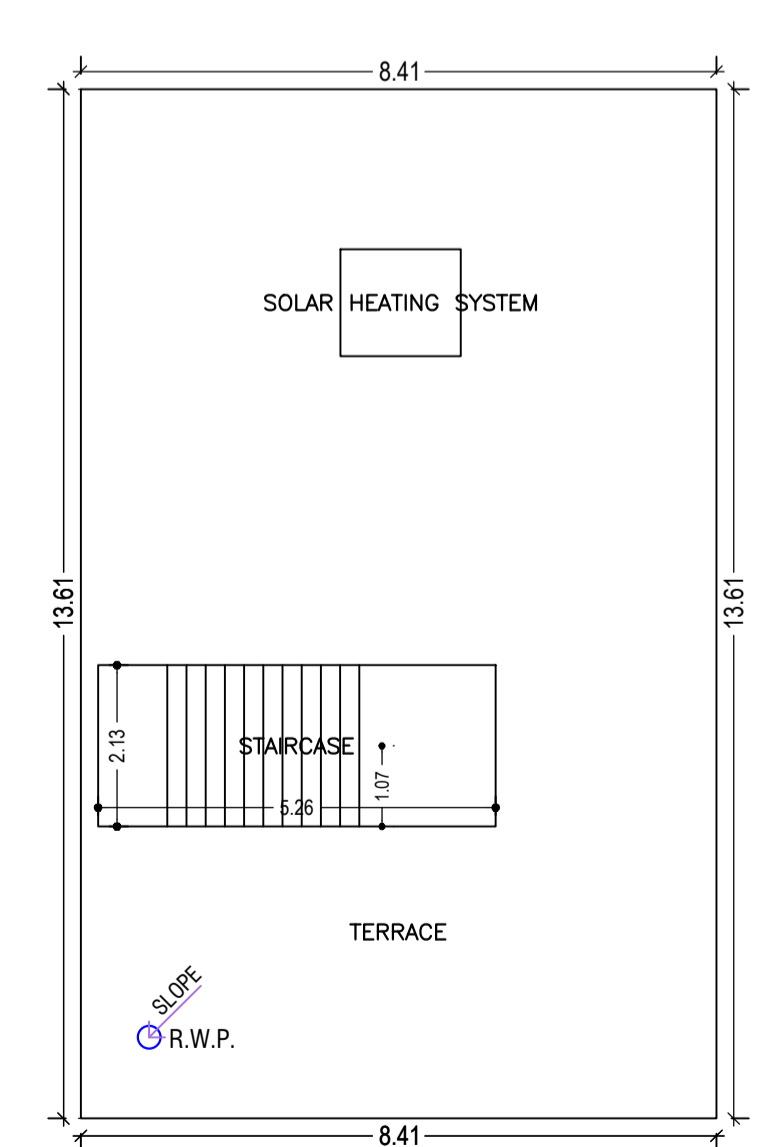 8.41
SOLAR HEATING SYSTEM
13.61
13.61
2.13
STAIRCASE
1.07
5.26
TERRACE
SLOPE
R.W.P.
8.41